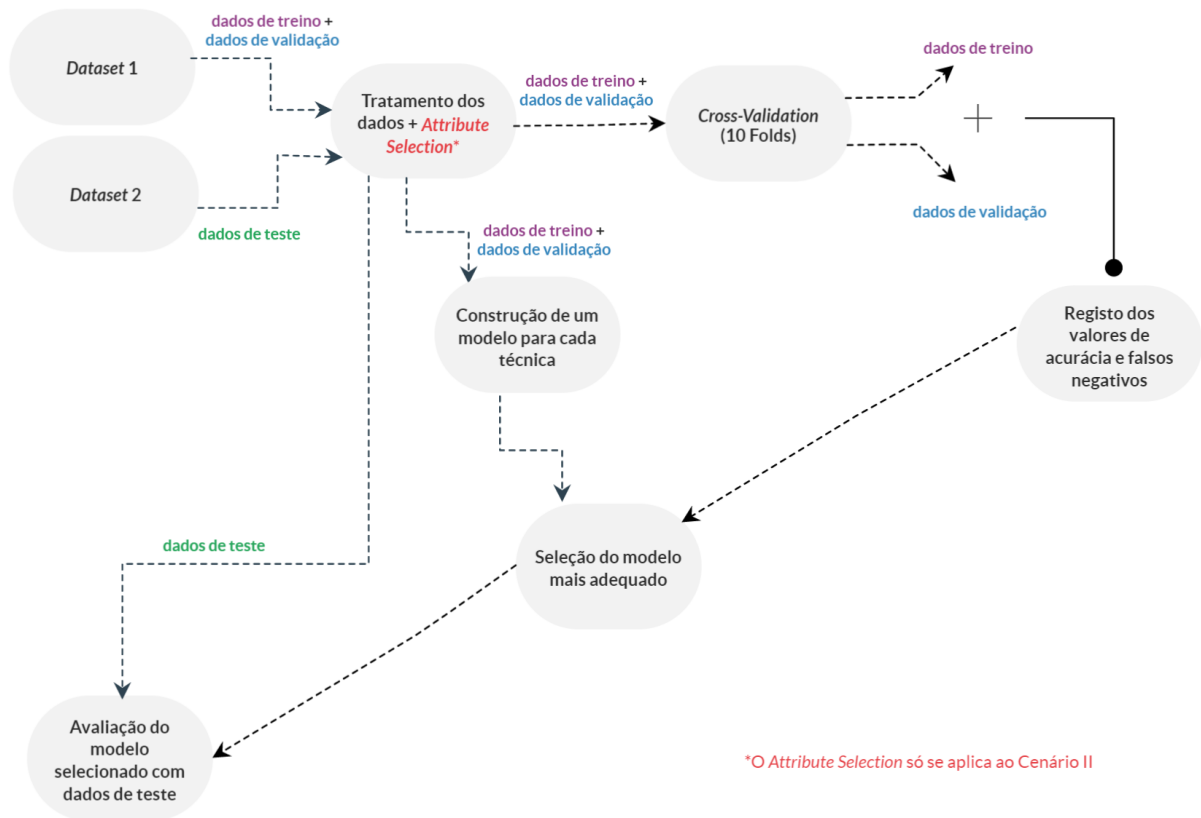 dados de treino +
dados de validação
Dataset 1
Dataset 2
dados de teste
Tratamento dos
dados + Attribute
Selection*
dados de treino +
dados de validação
Cross-Validation
(10 Folds)
dados de treino
+
dados de validação
dados de treino +
dados de validação
Construção de um
modelo para cada
técnica
Registo dos
valores de
acurácia e falsos
negativos
Seleção do modelo
mais adequado
dados de teste
Avaliação do
modelo
selecionado com
dados de teste
*O Attribute Selection só se aplica ao Cenário II